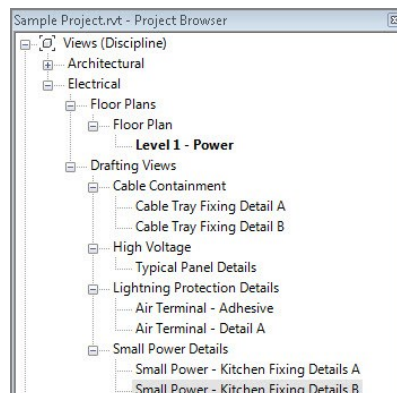 Sample Project.rvt - Project Browser
Views (Discipline)
Architectural
Electrical
Floor Plans
Floor Plan
Level 1 - Power
Drafting Views
Cable Containment
Cable Tray Fixing Detail A
Cable Tray Fixing Detail B
High Voltage
Typical Panel Details
Lightning Protection Details
Air Terminal - Adhesive
Air Terminal - Detail A
Small Power Details
Small Power - Kitchen Fixing Details A
Small Power - Kitchen Fixing Details B